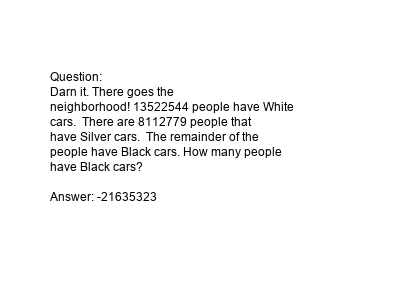 Question:
Darn it. There goes the
neighborhood! 13522544 people have White
cars.  There are 8112779 people that
have Silver cars.  The remainder of the
people have Black cars. How many people
have Black cars?
Answer: -21635323